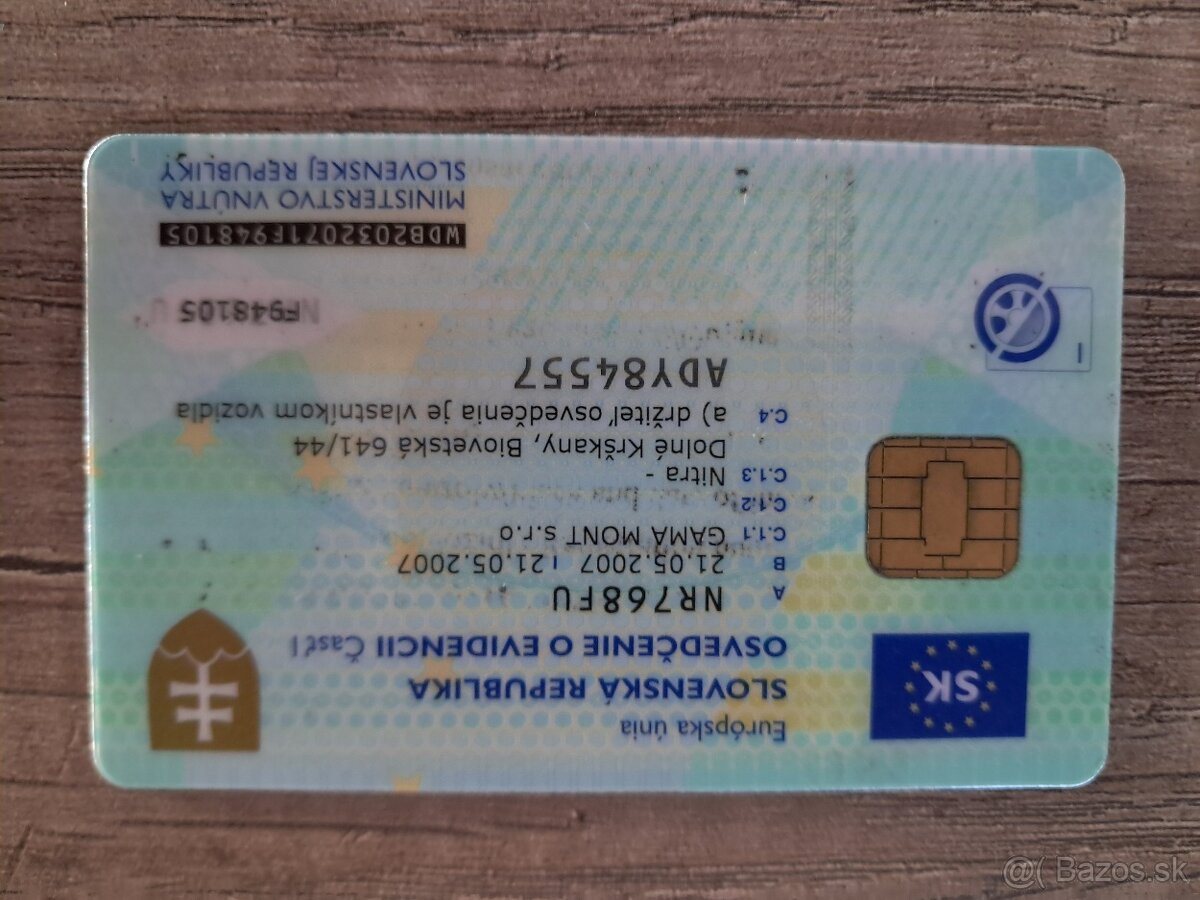 Európska únia
SLOVENSKÁ REPUBLIKA
OSVEDČENIE O EVIDENCII Časť I
SK
A NR768FU
B 21.05.2007 I 21.05.2007
C.1.1 GAMA MONT s.r.o
C.1.2
C.1.3 Nitra -
Dolné Krškany, Biovetská 641/44
C.4 a) držiteľ osvedčenia je vlastníkom vozidla
ADY84557
I
NF948105
WDB2032071F948105
MINISTERSTVO VNÚTRA
SLOVENSKEJ REPUBLIKY
@( Bazos.sk